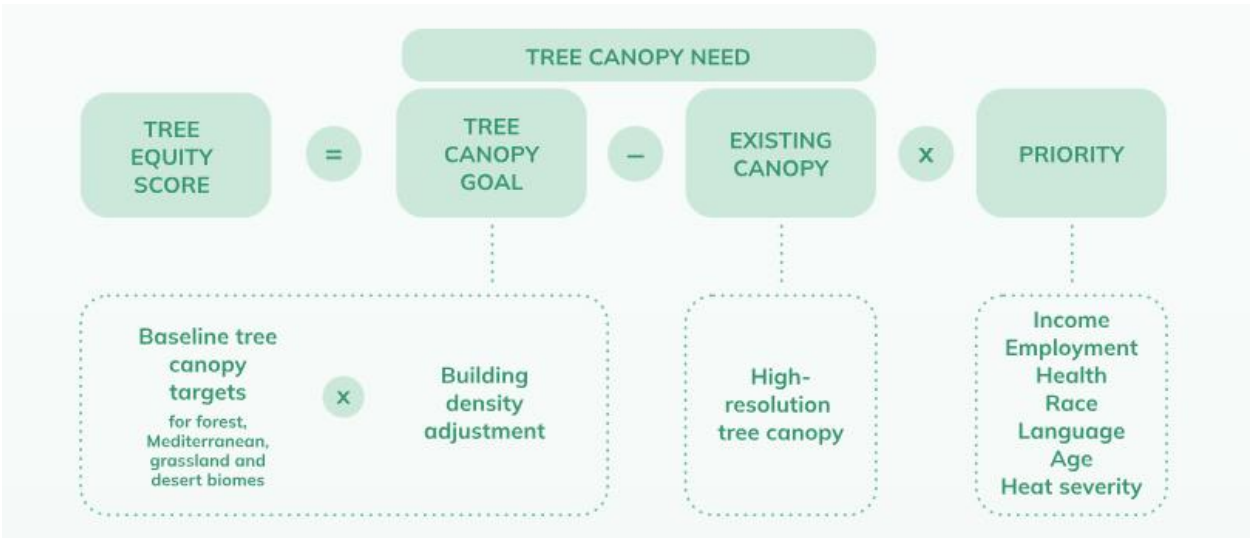 TREE CANOPY NEED
TREE
EQUITY
SCORE
=
TREE
CANOPY
GOAL
–
EXISTING
CANOPY
x
PRIORITY
Baseline tree
canopy
targets
for forest,
Mediterranean,
grassland and
desert biomes
x
Building
density
adjustment
High-
resolution
tree canopy
Income
Employment
Health
Race
Language
Age
Heat severity